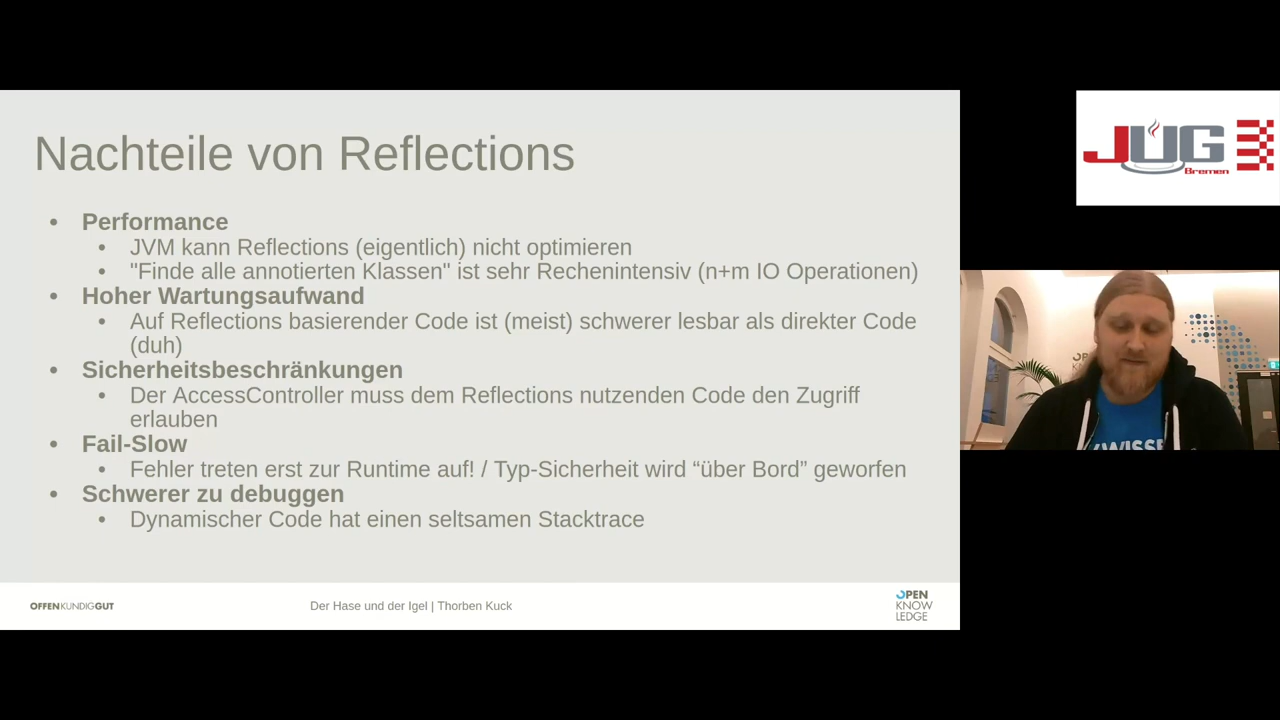 Nachteile von Reflections
• Performance
• JVM kann Reflections (eigentlich) nicht optimieren
• "Finde alle annotierten Klassen" ist sehr Rechenintensiv (n+m IO Operationen)
• Hoher Wartungsaufwand
• Auf Reflections basierender Code ist (meist) schwerer lesbar als direkter Code
(duh)
• Sicherheitsbeschränkungen
• Der AccessController muss dem Reflections nutzenden Code den Zugriff
erlauben
• Fail-Slow
• Fehler treten erst zur Runtime auf! / Typ-Sicherheit wird “über Bord” geworfen
• Schwerer zu debuggen
• Dynamischer Code hat einen seltsamen Stacktrace
OFFENKUNDIGGUT
Der Hase und der Igel | Thorben Kuck
OPEN
KNOW
LEDGE
JUG
Bremen